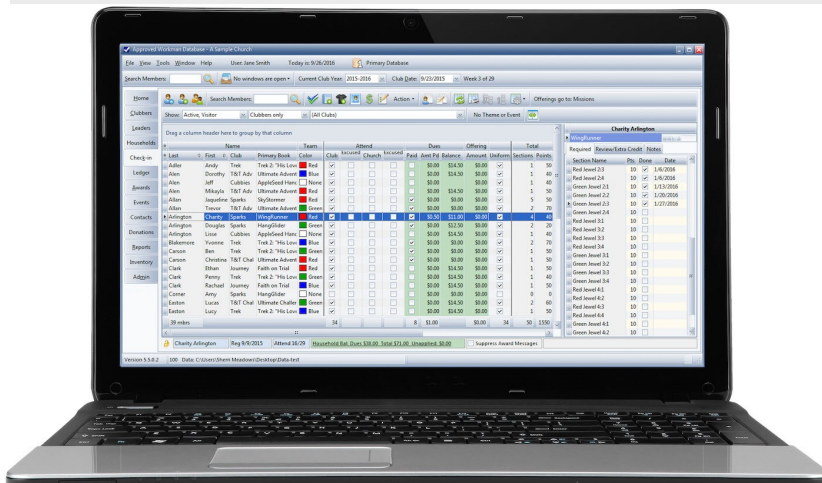 Approved Workman Database - A Sample Church
File View Tools Window Help User: Jane Smith Today is: 9/26/2016 Primary Database
Search Members: No windows are open Current Club Year: 2015-2016 Club Date: 9/23/2015 Week 3 of 29
Home Search Members: Action Offerings go to: Missions
Clubbers Show: Active, Visitor Clubbers only (All Clubs) No Theme or Event
Leaders
Households
Check-in
Ledger
Awards
Events
Contacts
Donations
Reports
Inventory
Admin
Drag a column header here to group by that column
Name Team Attend Dues Offering Total
Last First Club Primary Book Color Club Excused Church Excused Paid Amt Pd Balance Amount Uniform Sections Points
Adler Andy Trek Trek 2: "His Love Red $0.00 $14.50 $0.00 1 50
Alen Dorothy T&T Adv Ultimate Advent Blue $0.00 $14.50 $0.00 1 40
Alen Jeff Cubbies AppleSeed Hanc None $0.00 $0.00 1 40
Alen Mikayla T&T Adv Ultimate Advent Red $0.00 $14.50 $0.00 1 50
Allan Jaqueline Sparks SkyStormer Red $0.00 $0.00 $0.00 5 50
Allan Trevor T&T Adv Ultimate Advent Green $0.00 $0.00 $0.00 2 70
Arlington Charity Sparks WingRunner Red $0.50 $11.00 $0.00 4 40
Arlington Douglas Sparks HangGlider Green $0.00 $12.50 $0.00 2 20
Arlington Lisse Cubbies AppleSeed Hanc None $0.00 $14.50 $0.00 1 40
Blakemore Yvonne Trek Trek 2: "His Love Blue $0.00 $0.00 $0.00 2 70
Carson Ben Trek Trek 2: "His Love Green $0.00 $0.00 $0.00 1 50
Carson Christina T&T Chal Ultimate Advent Red $0.00 $0.00 $0.00 1 50
Clark Ethan Journey Faith on Trial Red $0.00 $14.50 $0.00 1 50
Clark Penny Trek Trek 2: "His Love Green $0.00 $14.50 $0.00 1 40
Clark Rachael Journey Faith on Trial Blue $0.00 $14.50 $0.00 1 50
Corner Amy Sparks HangGlider None $0.00 $14.50 $0.00 0 0
Easton Lucas T&T Chal Ultimate Challer Green $0.00 $14.50 $0.00 2 60
Easton Lucy Trek Trek 2: "His Love Blue $0.00 $14.50 $0.00 1 50
39 mbrs 34 8 $1.00 $0.00 34 50 1550
Charity Arlington
WingRunner
Required Review/Extra Credit Notes
Section Name Pts. Done Date
Red Jewel 2:3 10 1/6/2016
Red Jewel 2:4 10 1/6/2016
Green Jewel 2:1 10 1/13/2016
Green Jewel 2:2 10 1/20/2016
Green Jewel 2:3 10 1/27/2016
Green Jewel 2:4 10
Red Jewel 3:1 10
Red Jewel 3:2 10
Red Jewel 3:3 10
Red Jewel 3:4 10
Green Jewel 3:1 10
Green Jewel 3:2 10
Green Jewel 3:3 10
Green Jewel 3:4 10
Red Jewel 4:1 10
Red Jewel 4:2 10
Red Jewel 4:3 10
Red Jewel 4:4 10
Green Jewel 4:1 10
Green Jewel 4:2 10
Charity Arlington Reg 9/9/2015 Attend 16/29 Household Bal: Dues $38.00 Total $71.00 Unapplied: $0.00 Suppress Award Messages
Version 5.5.0.2 100 Data: C:\Users\Sherri Meadows\Desktop\Data-test